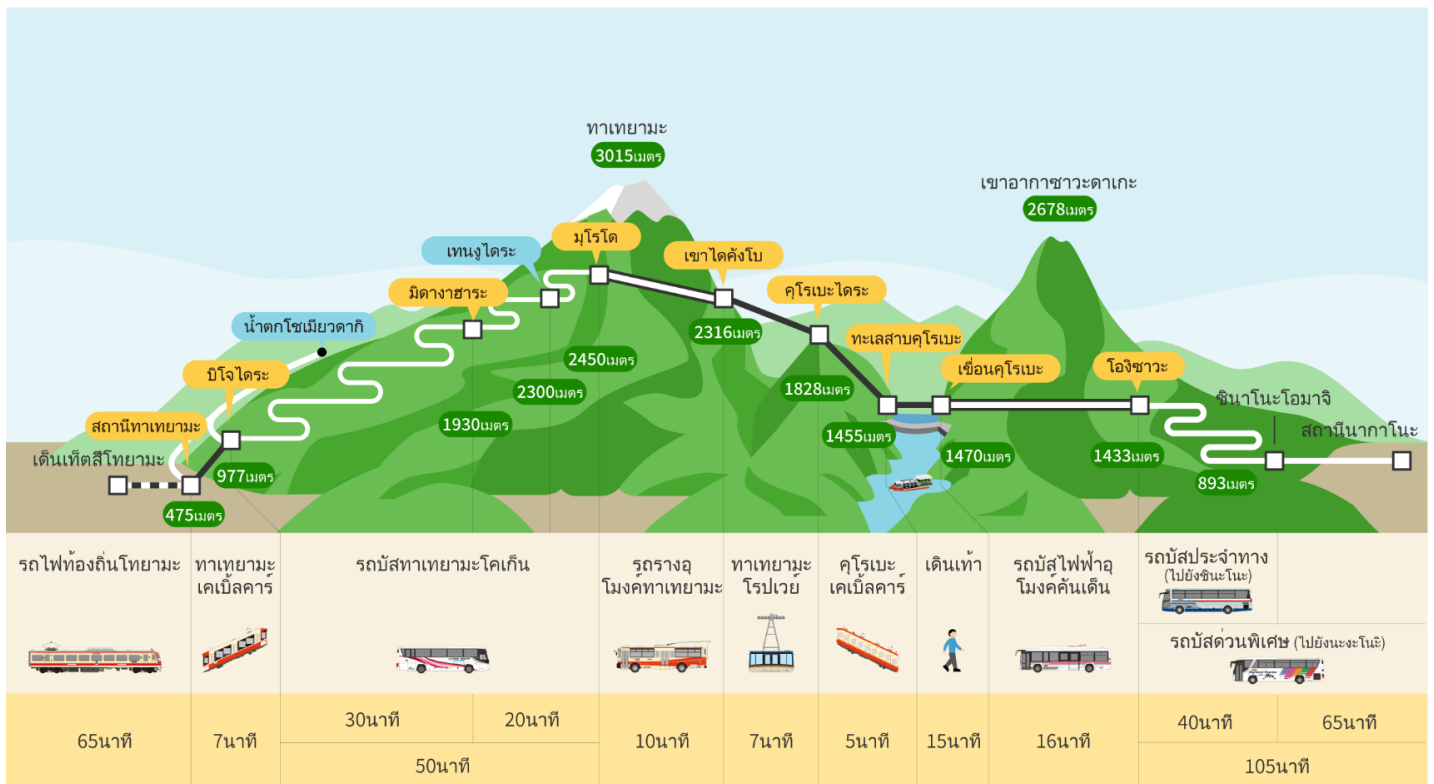 ทาเทยามะ
3015เมตร
เขาอากาซาวะดาเกะ
2678เมตร
เทนงูไดระ
มุโรโด
เขาไดคังโบ
มิดางาฮาระ
คุโรเบะไดระ
น้ำตกโชเมียวดากิ
2316เมตร
ทะเลสาบคุโรเบะ
2450เมตร
บิโจไดระ
เขื่อนคุโรเบะ
โองิซาวะ
2300เมตร
1828เมตร
ชินาโนะโอมาจิ
สถานีทาเทยามะ
1930เมตร
1455เมตร
สถานีนากาโนะ
เด็นเท็ตสึโทยามะ
977เมตร
1470เมตร
1433เมตร
893เมตร
475เมตร
รถไฟท้องถิ่นโทยามะ
ทาเทยามะ
เคเบิ้ลคาร์
รถบัสทาเทยามะโคเก็น
รถรางอุ
โมงค์ทาเทยามะ
ทาเทยามะ
โรปเวย์
คุโรเบะ
เคเบิ้ลคาร์
เดินเท้า
รถบัสไฟฟ้าอุ
โมงค์คันเด็น
รถบัสประจำทาง
(ไปยังชินะโนะ)
รถบัสด่วนพิเศษ (ไปยังนะงะโนะ)
65นาที
7นาที
30นาที
20นาที
50นาที
10นาที
7นาที
5นาที
15นาที
16นาที
40นาที
65นาที
105นาที